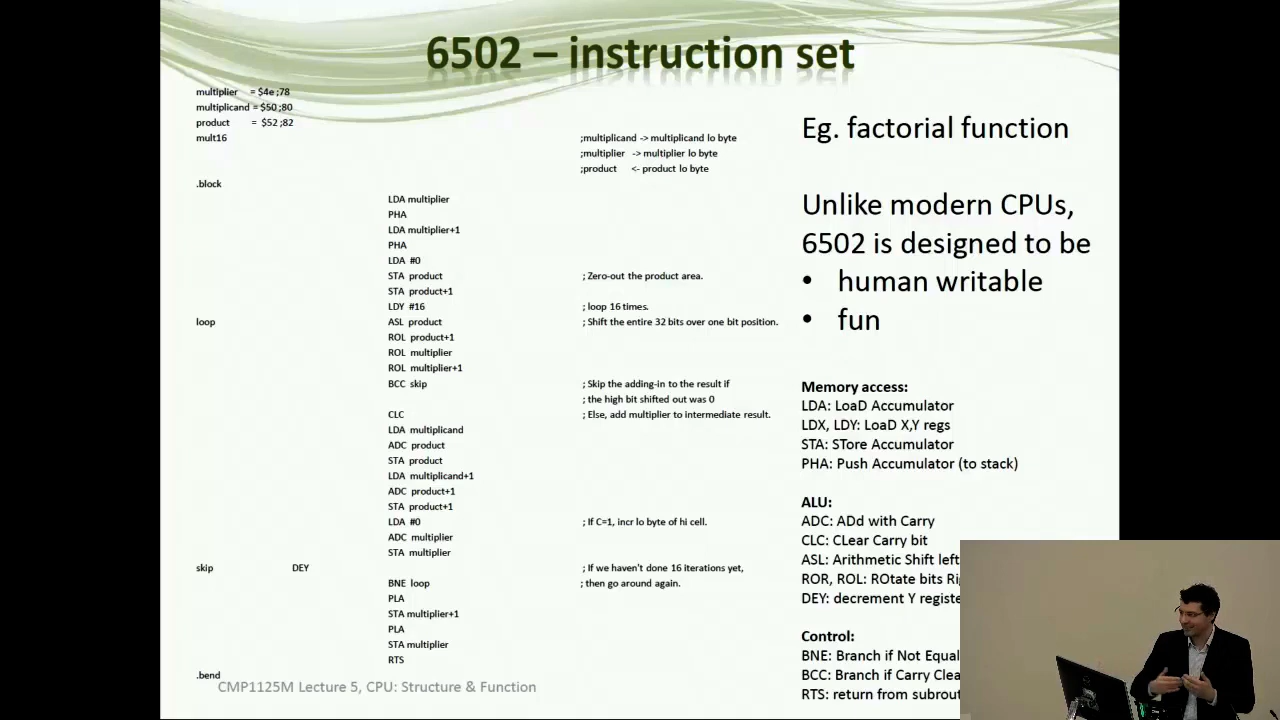 6502 – instruction set
multiplier = $4e ;78
multiplicand = $50 ;80
product = $52 ;82
mult16 ;multiplicand -> multiplicand lo byte
;multiplier -> multiplier lo byte
;product <- product lo byte
.block
LDA multiplier
PHA
LDA multiplier+1
PHA
LDA #0
STA product ; Zero-out the product area.
STA product+1
LDY #16 ; loop 16 times.
loop ASL product ; Shift the entire 32 bits over one bit position.
ROL product+1
ROL multiplier
ROL multiplier+1
BCC skip ; Skip the adding-in to the result if
; the high bit shifted out was 0
CLC ; Else, add multiplier to intermediate result.
LDA multiplicand
ADC product
STA product
LDA multiplicand+1
ADC product+1
STA product+1
LDA #0 ; If C=1, incr lo byte of hi cell.
ADC multiplier
STA multiplier
skip DEY ; If we haven't done 16 iterations yet,
BNE loop ; then go around again.
PLA
STA multiplier+1
PLA
STA multiplier
RTS
.bend
CMP1125M Lecture 5, CPU: Structure & Function
Eg. factorial function
Unlike modern CPUs,
6502 is designed to be
• human writable
• fun
Memory access:
LDA: LoaD Accumulator
LDX, LDY: LoaD X,Y regs
STA: STore Accumulator
PHA: Push Accumulator (to stack)
ALU:
ADC: ADd with Carry
CLC: CLear Carry bit
ASL: Arithmetic Shift left
ROR, ROL: ROtate bits Ri
DEY: decrement Y registe
Control:
BNE: Branch if Not Equal
BCC: Branch if Carry Clea
RTS: return from subrout